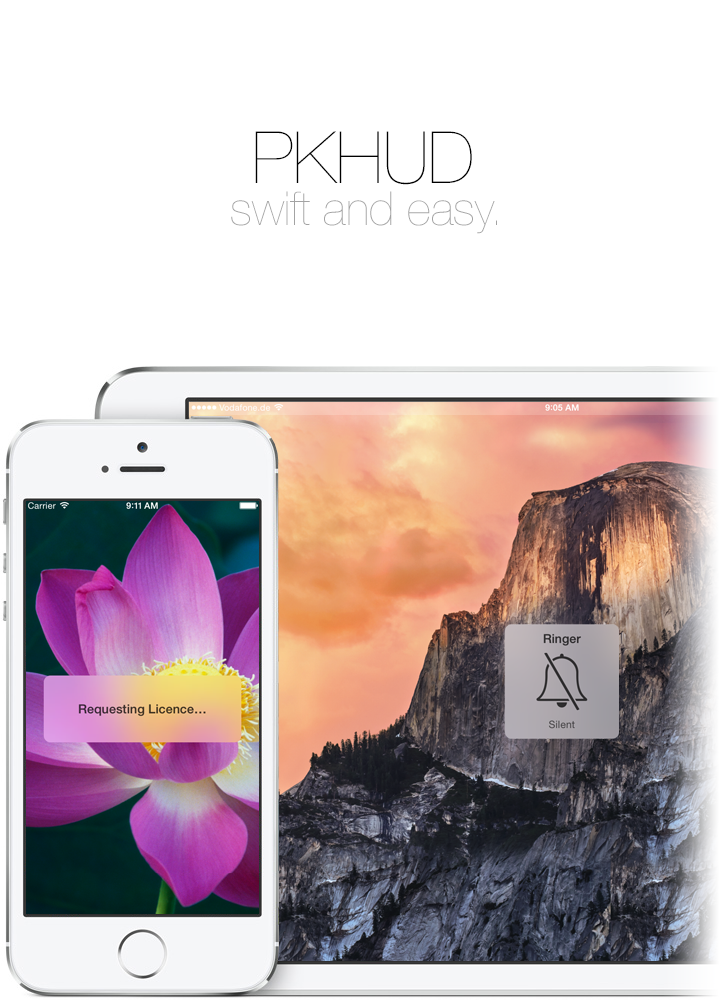 PKHUD
swift and easy.
Vodafone.de
9:05 AM
Carrier
9:11 AM
Ringer
Silent
Requesting Licence...